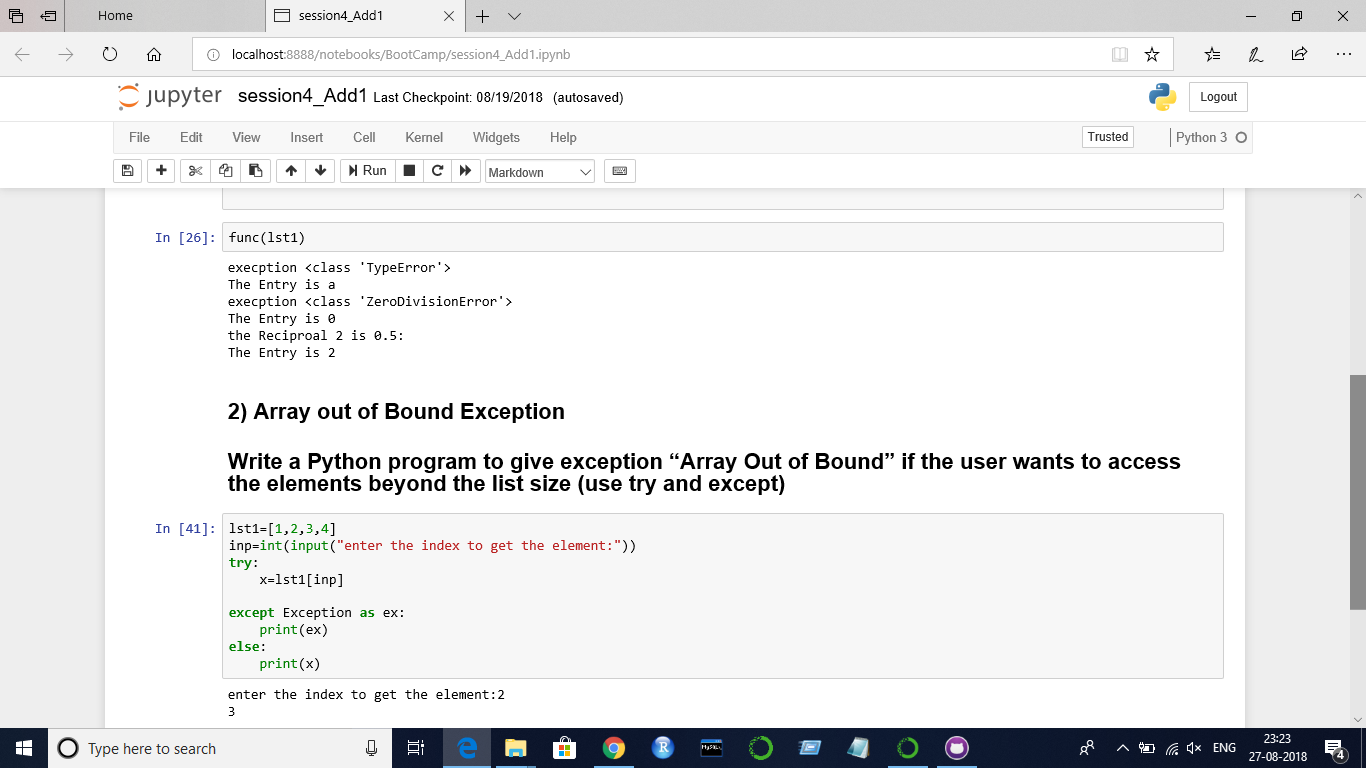 Home
session4_Add1
localhost:8888/notebooks/BootCamp/session4_Add1.ipynb
jupyter session4_Add1 Last Checkpoint: 08/19/2018 (autosaved)
Logout
File Edit View Insert Cell Kernel Widgets Help
Trusted
Python 3
Run
Markdown
In [26]: func(lst1)
execption <class 'TypeError'>
The Entry is a
execption <class 'ZeroDivisionError'>
The Entry is 0
the Reciproal 2 is 0.5:
The Entry is 2
2) Array out of Bound Exception
Write a Python program to give exception “Array Out of Bound” if the user wants to access
the elements beyond the list size (use try and except)
In [41]: lst1=[1,2,3,4]
inp=int(input("enter the index to get the element:"))
try:
    x=lst1[inp]
except Exception as ex:
    print(ex)
else:
    print(x)
enter the index to get the element:2
3
Type here to search
R
MySQL
ENG
23:23
27-08-2018
4